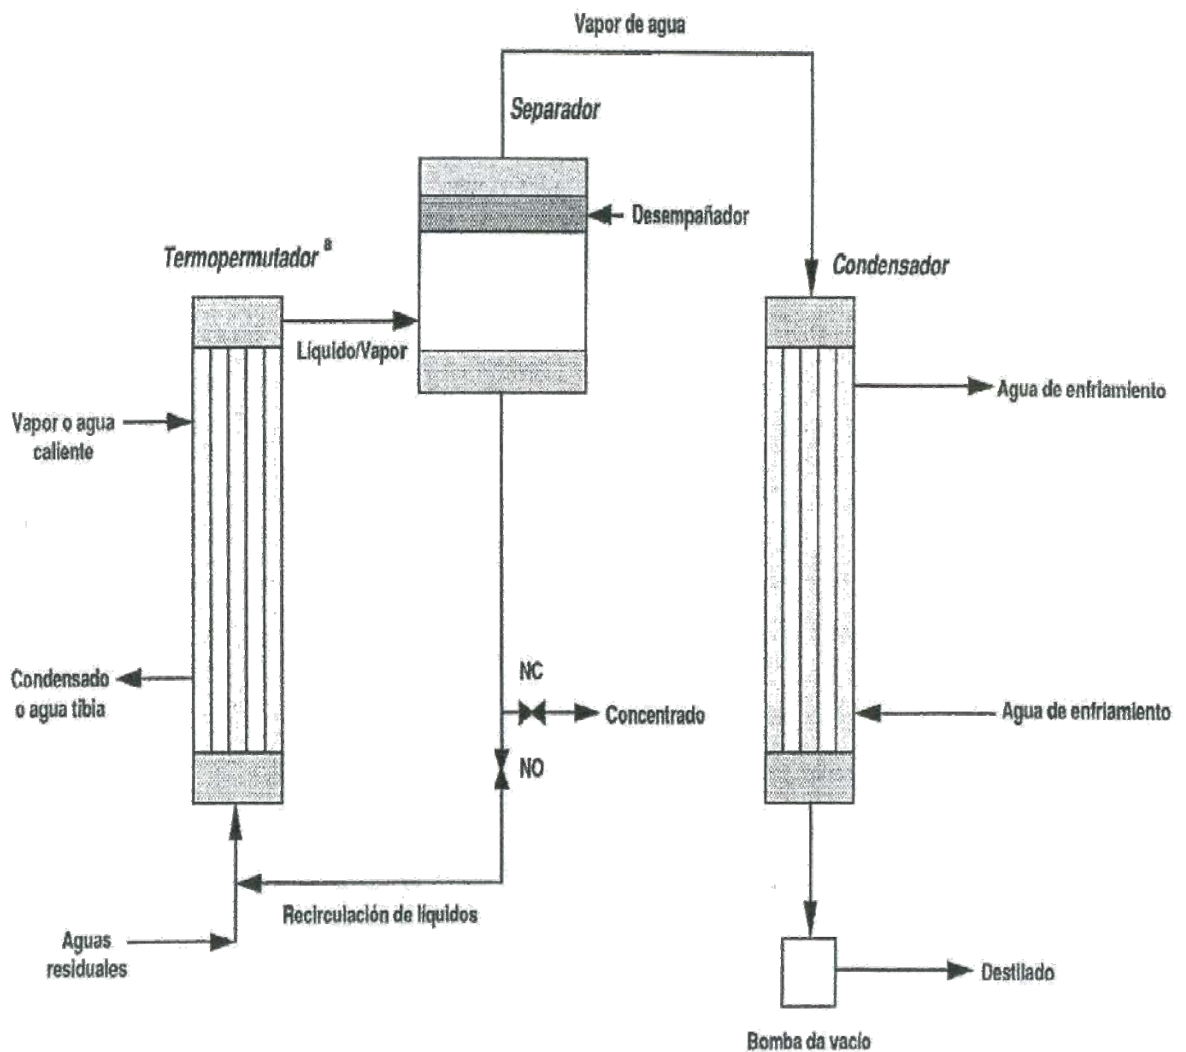 Vapor de agua
Separador
Desempañador
Termopermutador a
Condensador
Líquido/Vapor
Agua de enfriamiento
Vapor o agua
caliente
Condensado
o agua tibia
NC
Concentrado
Agua de enfriamiento
NO
Recirculación de líquidos
Aguas
residuales
Destilado
Bomba da vacío